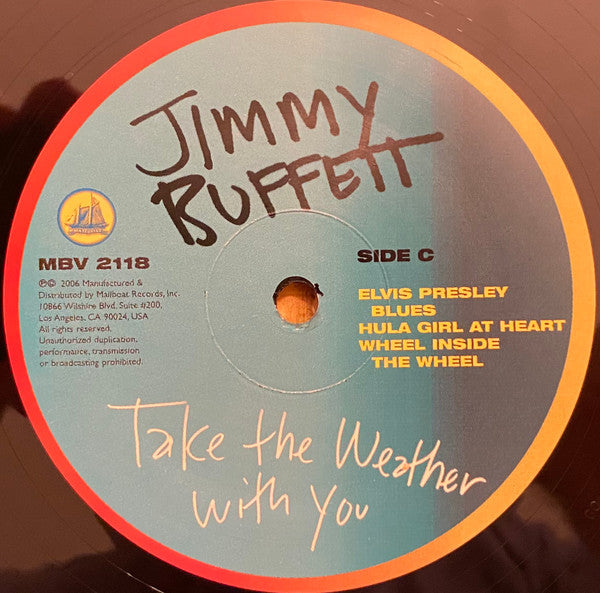 JIMMY
BUFFETT
MBV 2118
℗© 2006 Manufactured &
Distributed by Mailboat Records, Inc.
10866 Wilshire Blvd. Suite #200,
Los Angeles, CA 90024, USA
All rights reserved.
Unauthorized duplication,
performance, transmission
or broadcasting prohibited.
SIDE C
ELVIS PRESLEY
BLUES
HULA GIRL AT HEART
WHEEL INSIDE
THE WHEEL
Take the Weather
with You